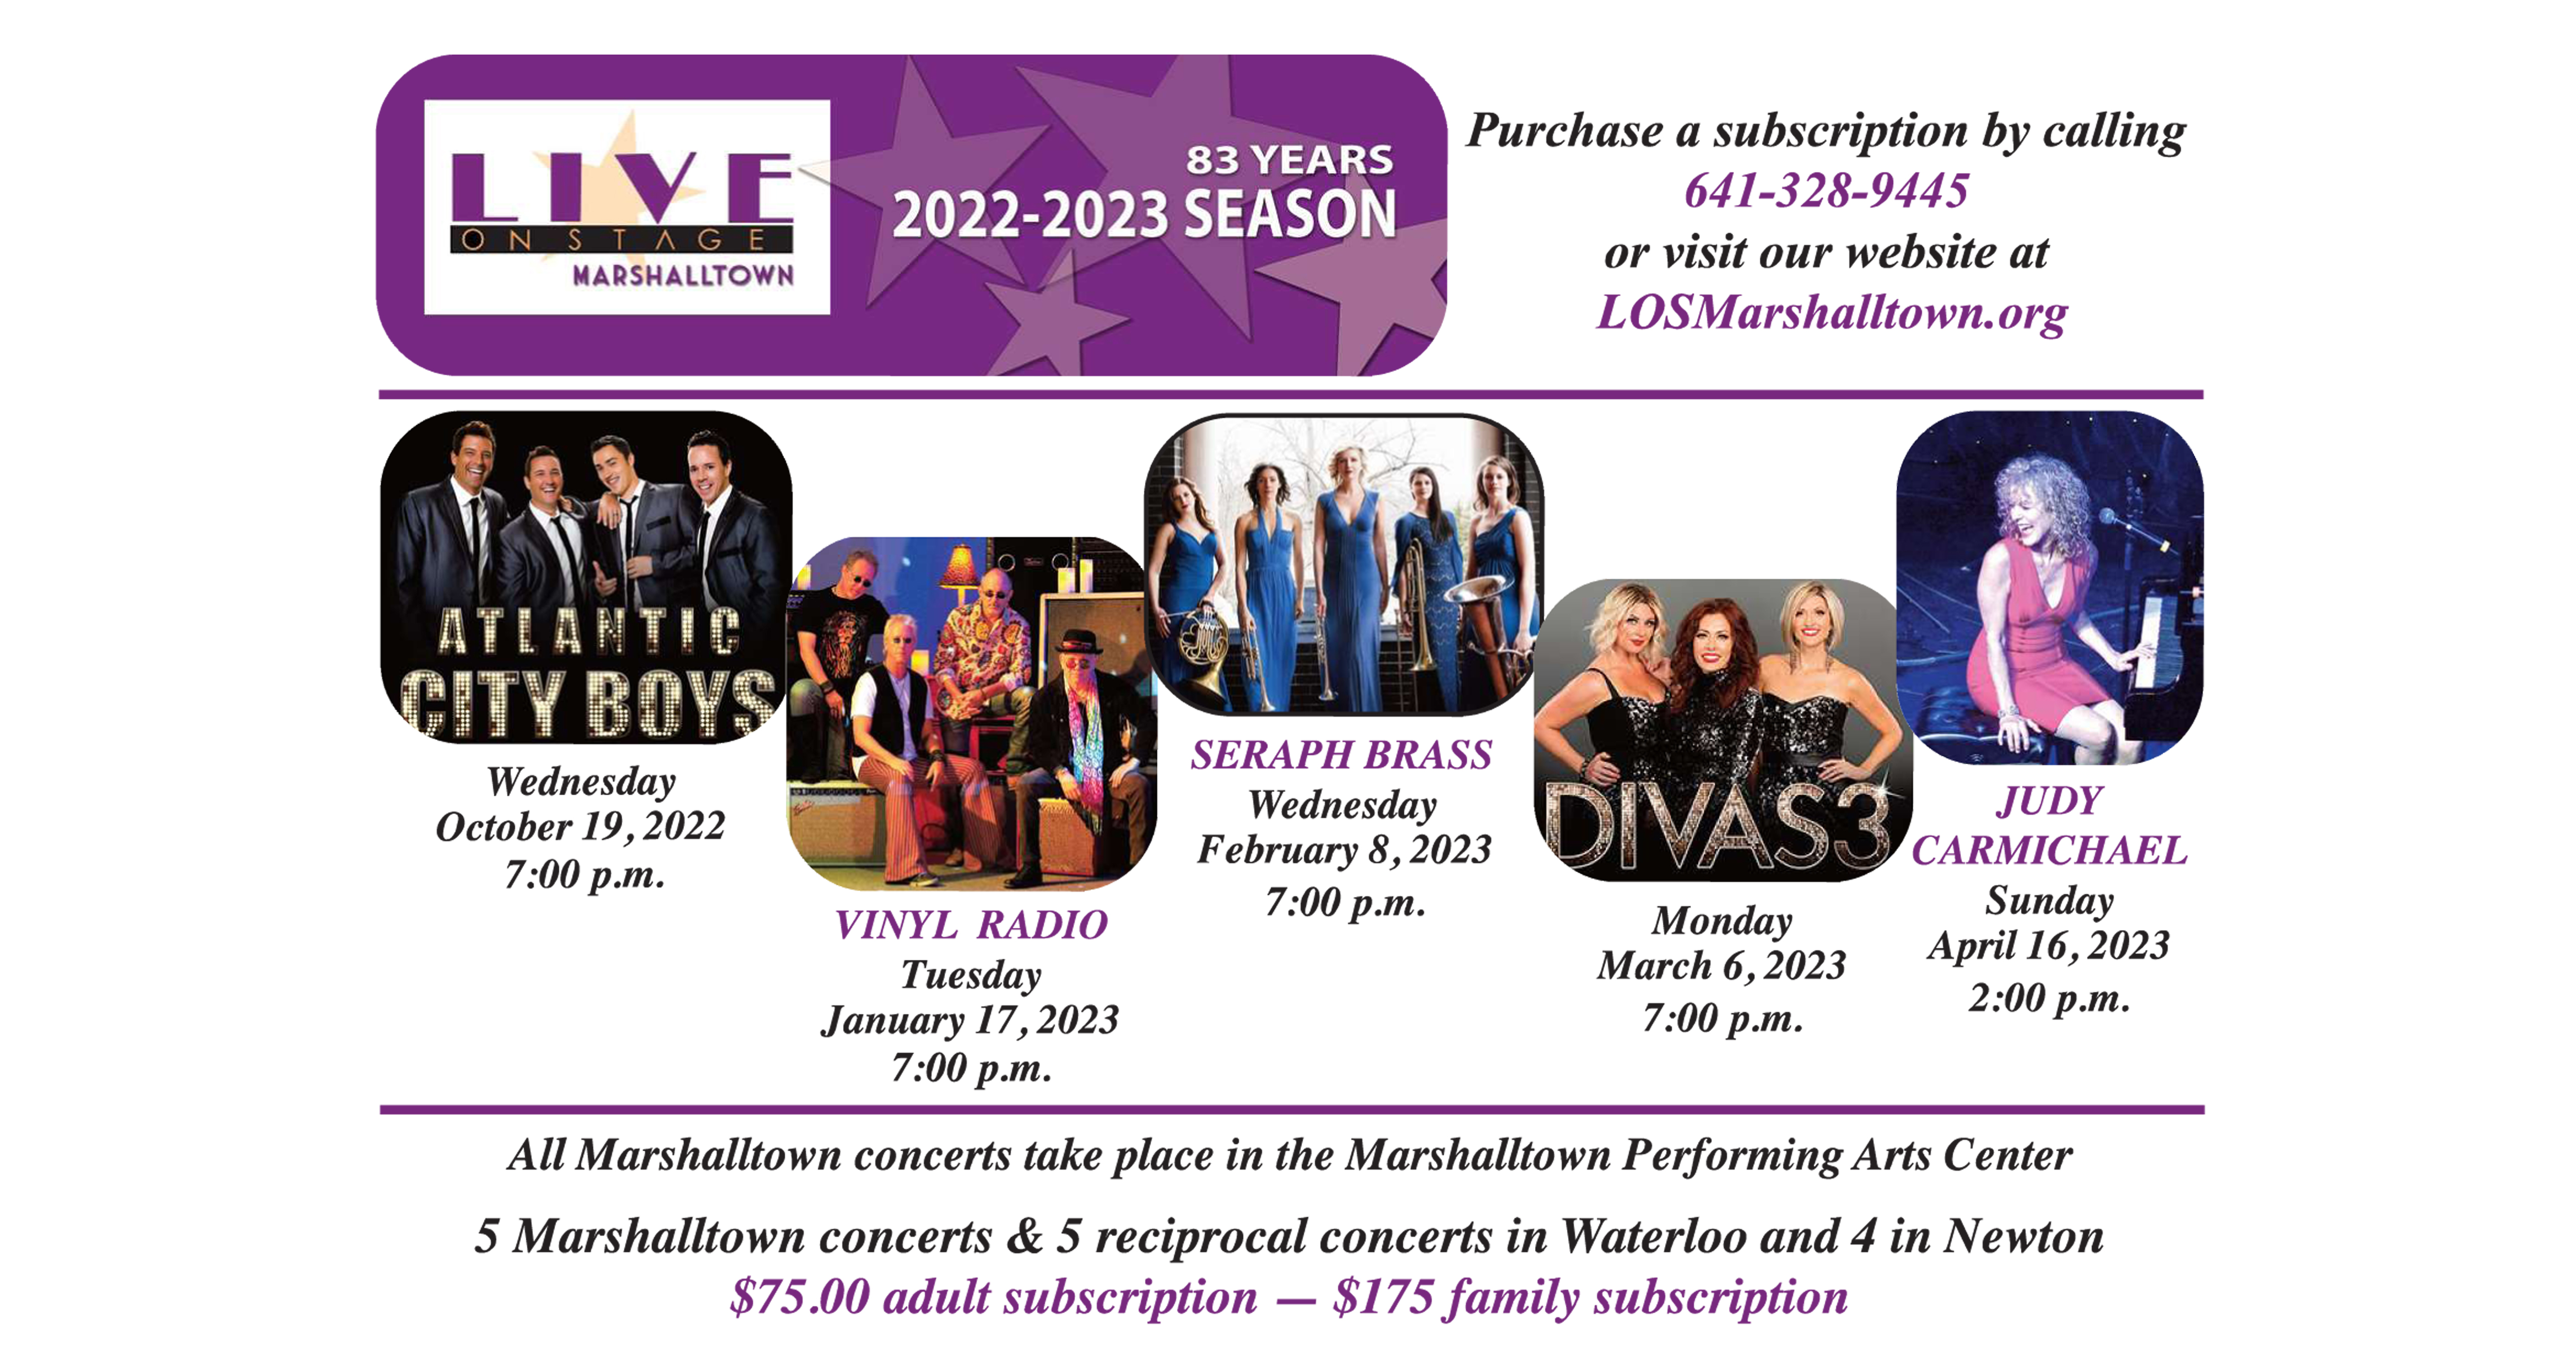 LIVE
ON STAGE
MARSHALLTOWN
83 YEARS
2022-2023 SEASON
Purchase a subscription by calling
641-328-9445
or visit our website at
LOSMarshalltown.org
ATLANTIC
CITY BOYS
Wednesday
October 19, 2022
7:00 p.m.
VINYL RADIO
Tuesday
January 17, 2023
7:00 p.m.
SERAPH BRASS
Wednesday
February 8, 2023
7:00 p.m.
DIVAS3
Monday
March 6, 2023
7:00 p.m.
JUDY
CARMICHAEL
Sunday
April 16, 2023
2:00 p.m.
All Marshalltown concerts take place in the Marshalltown Performing Arts Center
5 Marshalltown concerts & 5 reciprocal concerts in Waterloo and 4 in Newton
$75.00 adult subscription — $175 family subscription